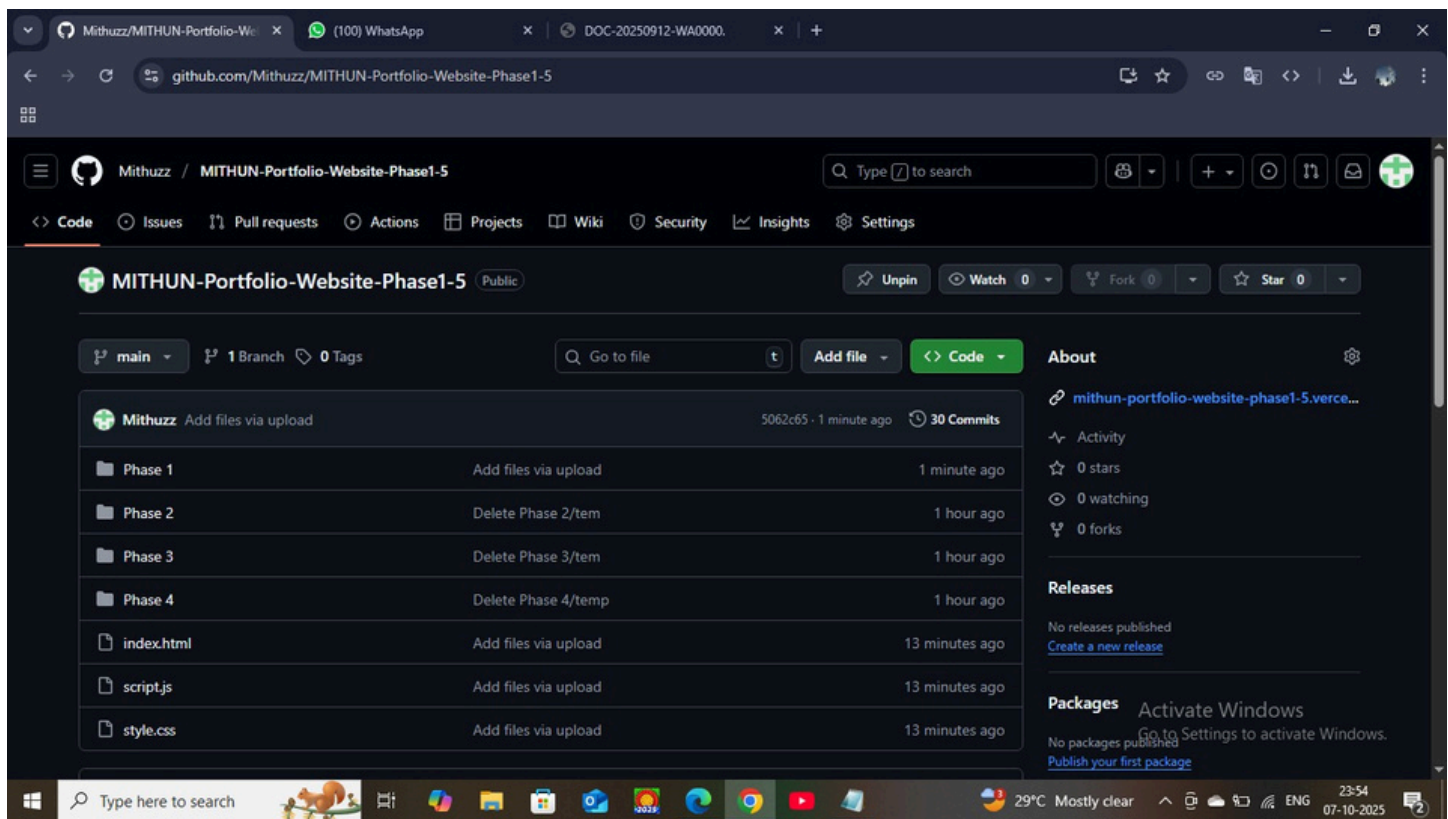 Mithuzz/MITHUN-Portfolio-We
(100) WhatsApp
DOC-20250912-WA0000.
github.com/Mithuzz/MITHUN-Portfolio-Website-Phase1-5
Mithuzz / MITHUN-Portfolio-Website-Phase1-5
Type / to search
Code Issues Pull requests Actions Projects Wiki Security Insights Settings
MITHUN-Portfolio-Website-Phase1-5 Public
Unpin Watch 0 Fork 0 Star 0
main 1 Branch 0 Tags Go to file t Add file Code
Mithuzz Add files via upload 5062c65 · 1 minute ago 30 Commits
Phase 1 Add files via upload 1 minute ago
Phase 2 Delete Phase 2/tem 1 hour ago
Phase 3 Delete Phase 3/tem 1 hour ago
Phase 4 Delete Phase 4/temp 1 hour ago
index.html Add files via upload 13 minutes ago
script.js Add files via upload 13 minutes ago
style.css Add files via upload 13 minutes ago
About
mithun-portfolio-website-phase1-5.verce...
Activity
0 stars
0 watching
0 forks
Releases
No releases published
Create a new release
Packages
No packages published
Publish your first package
Activate Windows
Go to Settings to activate Windows.
Type here to search
2025
3
29°C Mostly clear
ENG
23:54
07-10-2025
2